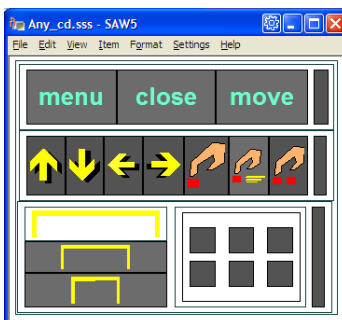 Any_cd.sss - SAW5
File Edit View Item Format Settings Help
menu close move